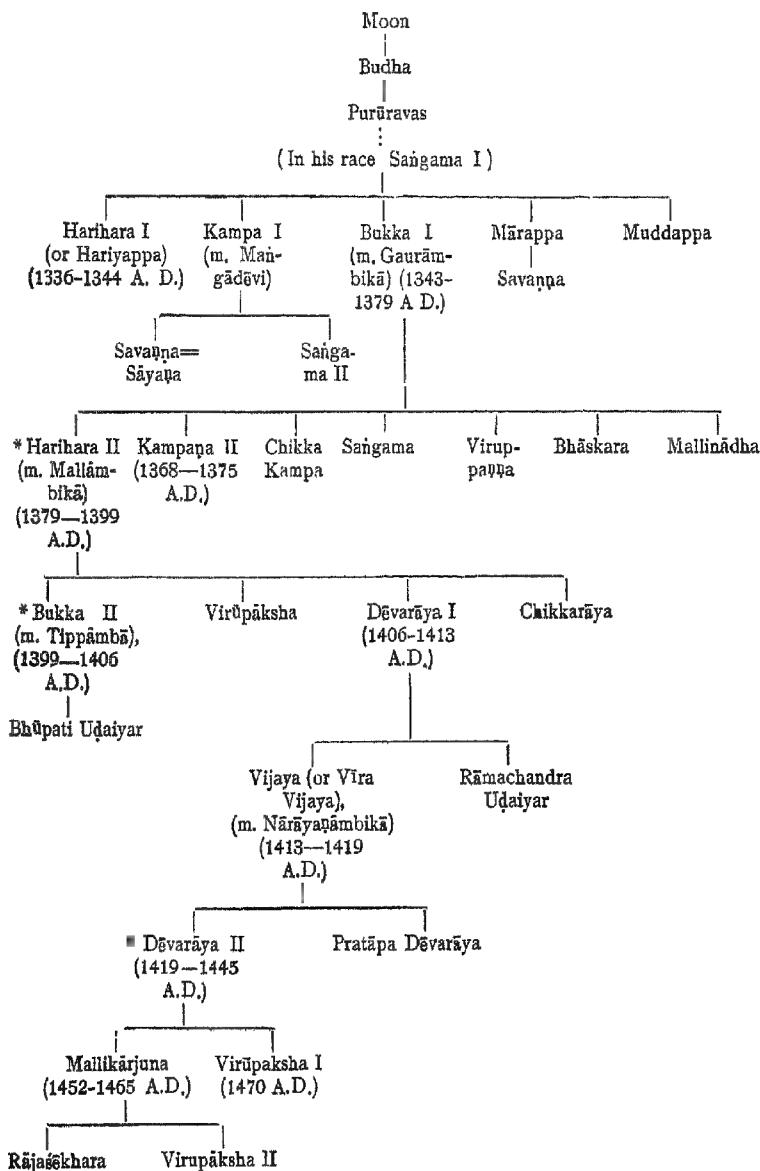 Moon
Budha
Purūravas
( In his race Saṅgama I )
Harihara I
(or Hariyappa)
(1336-1344 A. D.)
Kampa I
(m. Maṅ-
gādēvi)
Bukka I
(m. Gaurām-
bikā) (1343-
1379 A D.)
Mārappa
Savaṇṇa
Muddappa
Savaṇṇa=
Sāyaṇa
Saṅga-
ma II
* Harihara II
(m. Mallâm-
bikā)
(1379—1399
A.D.)
Kampaṇa II
(1368—1375
A.D.)
Chikka
Kampa
Saṅgama
Virup-
paṇṇa
Bhāskara
Mallinādha
* Bukka II
(m. Tippâmbā),
(1399—1406
A.D.)
Virūpāksha
Dēvarāya I
(1406-1413
A.D.)
Chikkarāya
Bhūpati Uḍaiyar
Vijaya (or Vīra
Vijaya),
(m. Nārāyaṇâmbikā)
(1413—1419
A.D.)
Rāmachandra
Uḍaiyar
* Dēvarāya II
(1419—1445
A.D.)
Pratāpa Dēvarāya
Mallikārjuna
(1452-1465 A.D.)
Virūpaksha I
(1470 A.D.)
Rājaśēkhara
Virupāksha II